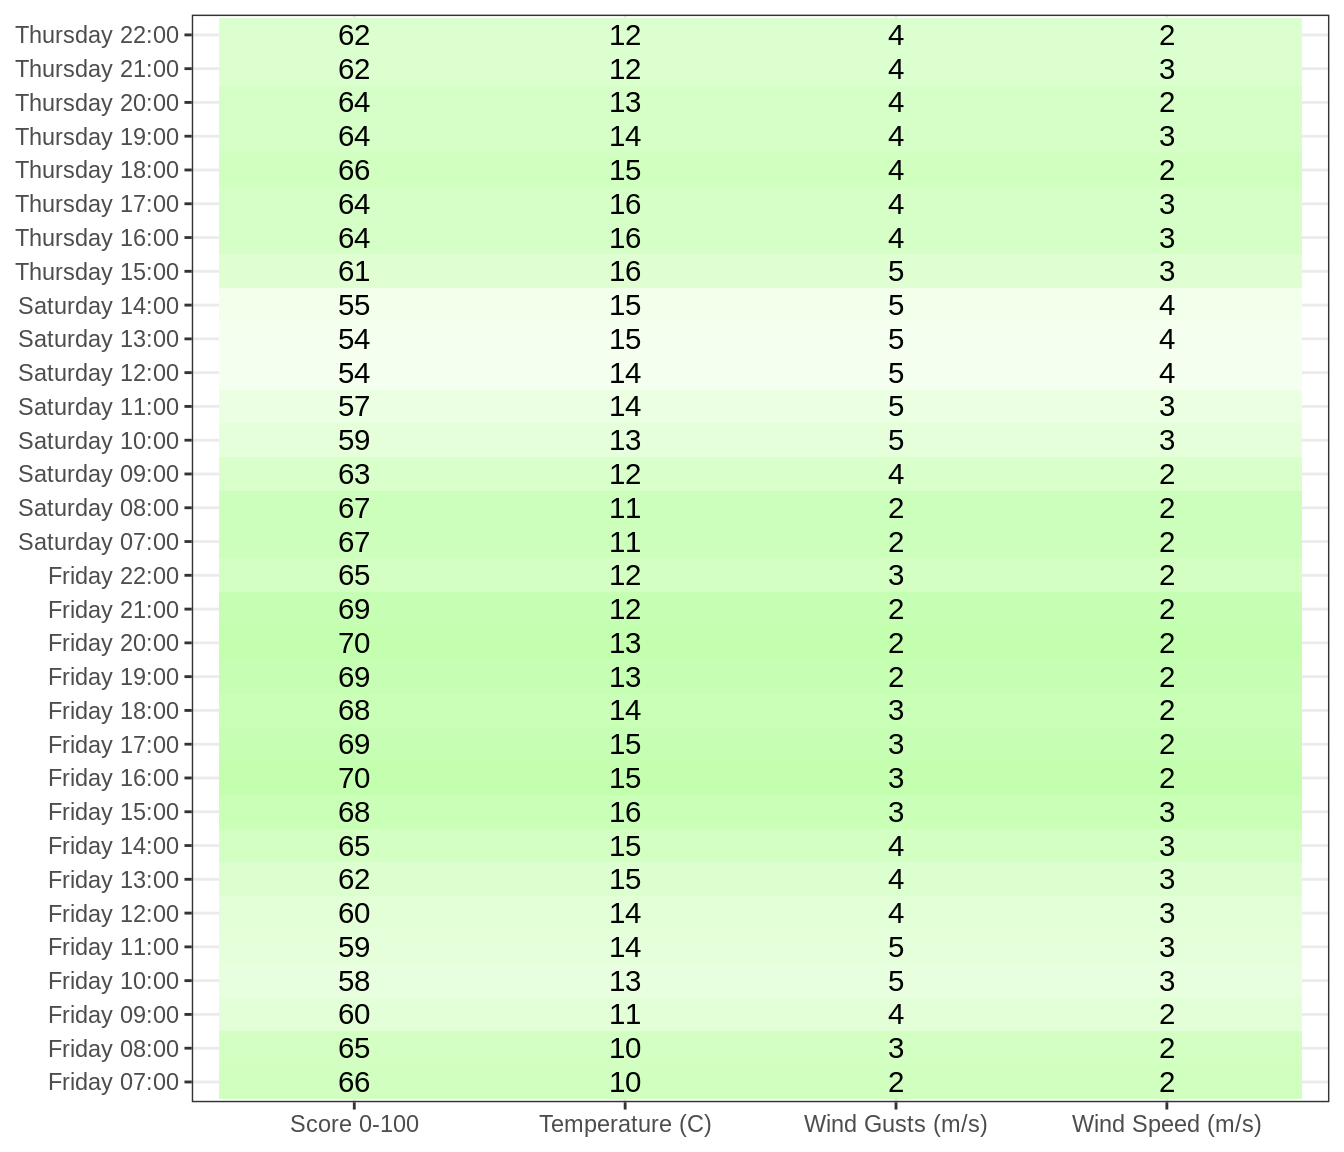 Thursday 22:00 62 12 4 2
Thursday 21:00 62 12 4 3
Thursday 20:00 64 13 4 2
Thursday 19:00 64 14 4 3
Thursday 18:00 66 15 4 2
Thursday 17:00 64 16 4 3
Thursday 16:00 64 16 4 3
Thursday 15:00 61 16 5 3
Saturday 14:00 55 15 5 4
Saturday 13:00 54 15 5 4
Saturday 12:00 54 14 5 4
Saturday 11:00 57 14 5 3
Saturday 10:00 59 13 5 3
Saturday 09:00 63 12 4 2
Saturday 08:00 67 11 2 2
Saturday 07:00 67 11 2 2
Friday 22:00 65 12 3 2
Friday 21:00 69 12 2 2
Friday 20:00 70 13 2 2
Friday 19:00 69 13 2 2
Friday 18:00 68 14 3 2
Friday 17:00 69 15 3 2
Friday 16:00 70 15 3 2
Friday 15:00 68 16 3 3
Friday 14:00 65 15 4 3
Friday 13:00 62 15 4 3
Friday 12:00 60 14 4 3
Friday 11:00 59 14 5 3
Friday 10:00 58 13 5 3
Friday 09:00 60 11 4 2
Friday 08:00 65 10 3 2
Friday 07:00 66 10 2 2
Score 0-100 Temperature (C) Wind Gusts (m/s) Wind Speed (m/s)